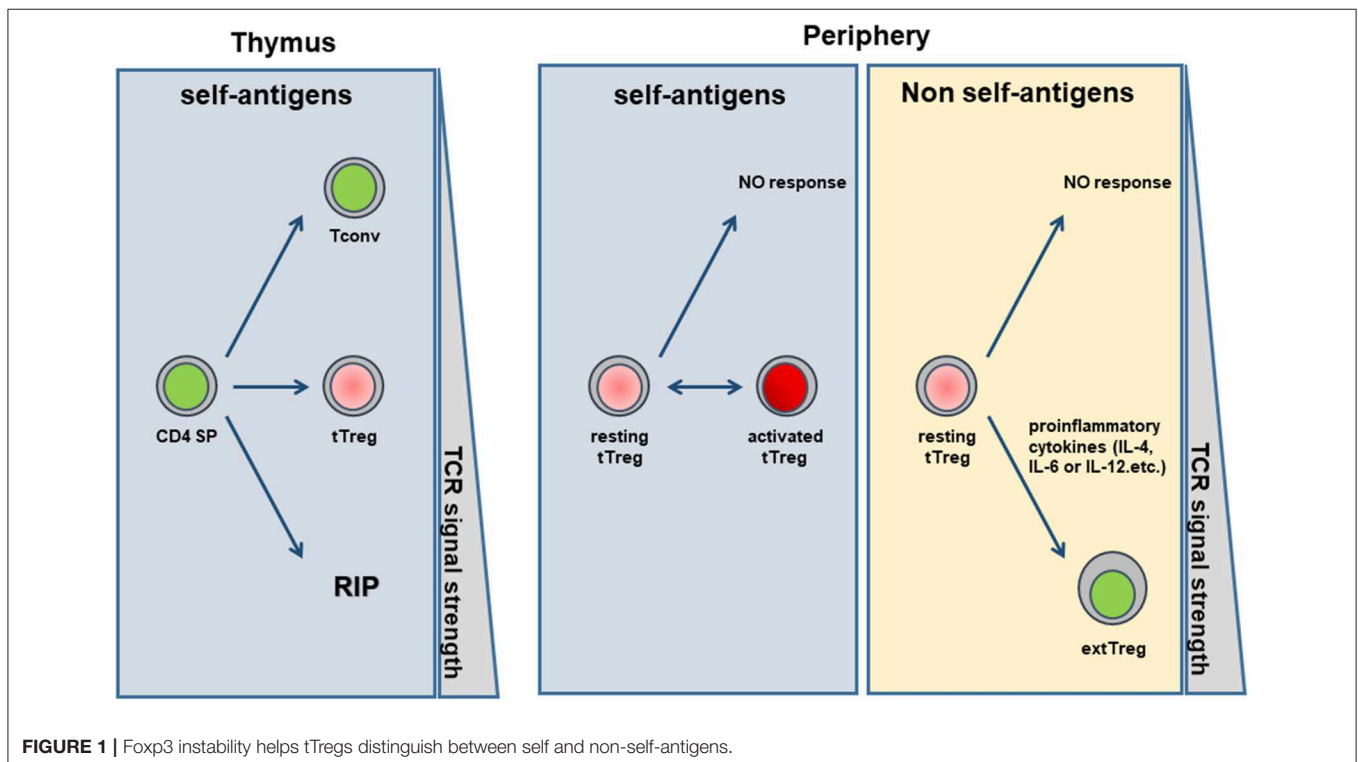 Thymus
self-antigens
Tconv
CD4 SP
tTreg
RIP
TCR signal strength
Periphery
self-antigens
NO response
resting
tTreg
activated
tTreg
Non self-antigens
NO response
resting
tTreg
proinflammatory
cytokines (IL-4,
IL-6 or IL-12.etc.)
extTreg
TCR signal strength
FIGURE 1 | Foxp3 instability helps tTregs distinguish between self and non-self-antigens.